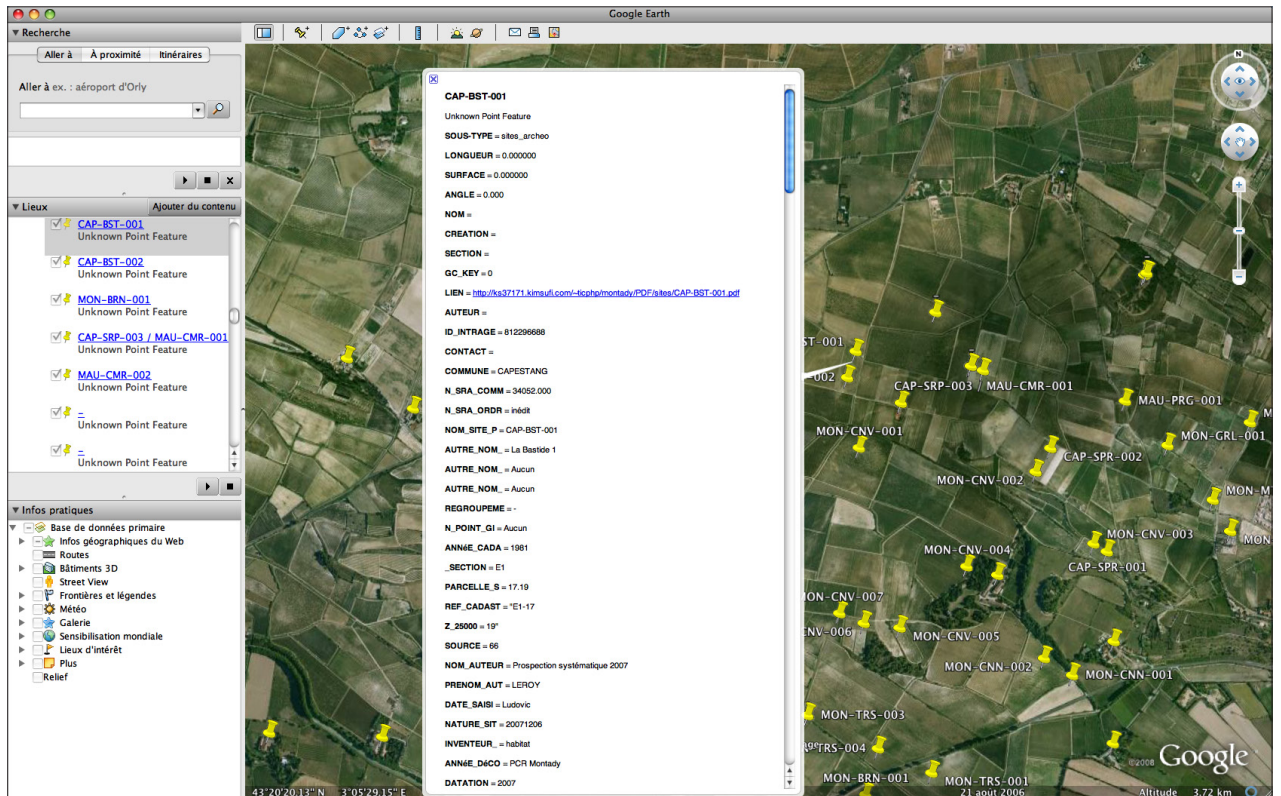 Google Earth
Recherche
Aller à
À proximité
Itinéraires
Aller à ex. : aéroport d'Orly
Lieux
Ajouter du contenu
CAP-BST-001
Unknown Point Feature
CAP-BST-002
Unknown Point Feature
MON-BRN-001
Unknown Point Feature
CAP-SRP-003 / MAU-CMR-001
Unknown Point Feature
MAU-CMR-002
Unknown Point Feature
-
Unknown Point Feature
-
Unknown Point Feature
Infos pratiques
Base de données primaire
Infos géographiques du Web
Routes
Bâtiments 3D
Street View
Frontières et légendes
Météo
Galerie
Sensibilisation mondiale
Lieux d'intérêt
Plus
Relief
CAP-BST-001
Unknown Point Feature
SOUS-TYPE = sites_archeo
LONGUEUR = 0.000000
SURFACE = 0.000000
ANGLE = 0.000
NOM =
CREATION =
SECTION =
GC_KEY = 0
LIEN = http://ks37171.kimsufi.com/~ticphp/montady/PDF/sites/CAP-BST-001.pdf
AUTEUR =
ID_INTRAGE = 812296688
CONTACT =
COMMUNE = CAPESTANG
N_SRA_COMM = 34052.000
N_SRA_ORDR = inédit
NOM_SITE_P = CAP-BST-001
AUTRE_NOM_ = La Bastide 1
AUTRE_NOM_ = Aucun
AUTRE_NOM_ = Aucun
REGROUPEME = -
N_POINT_GI = Aucun
ANNéE_CADA = 1981
_SECTION = E1
PARCELLE_S = 17.19
REF_CADAST = "E1-17
Z_25000 = 19"
SOURCE = 66
NOM_AUTEUR = Prospection systématique 2007
PRENOM_AUT = LEROY
DATE_SAISI = Ludovic
NATURE_SIT = 20071206
INVENTEUR_ = habitat
ANNéE_DéCO = PCR Montady
DATATION = 2007
N
ST-001
-002
CAP-SRP-003 / MAU-CMR-001
MAU-PRG-001
MON-CNV-001
MON-GRL-001
CAP-SPR-002
MON-CNV-002
MON-M
MON-CNV-003
MON
MON-CNV-004
CAP-SPR-001
MON-CNV-007
CNV-006
MON-CNV-005
MON-CNN-002
MON-CNN-001
MON-TRS-003
TRS-004
MON-BRN-001
MON-TRS-001
©2008 Google
43°20'20.13" N 3°05'29.15" E
21 août 2006
Altitude 3.72 km